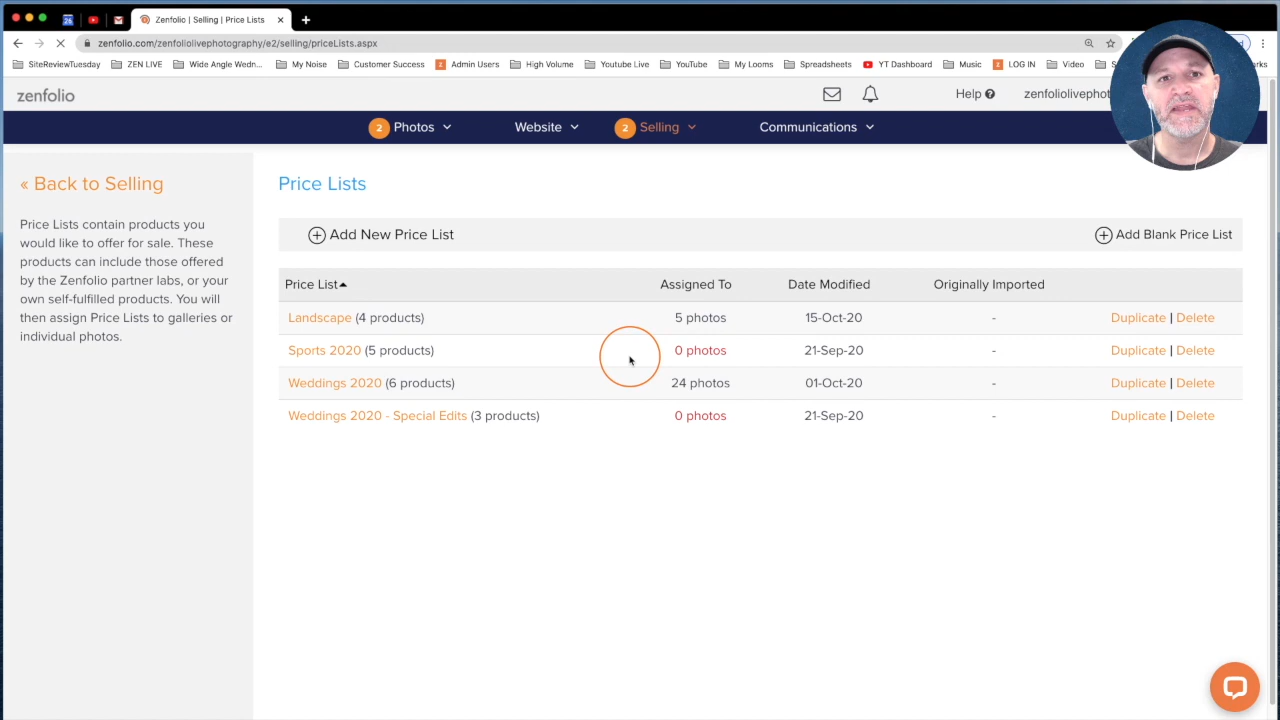 26
Zenfolio | Selling | Price Lists
zenfolio.com/zenfoliolivephotography/e2/selling/priceLists.aspx
SiteReviewTuesday ZEN LIVE Wide Angle Wedn... My Noise Customer Success Admin Users High Volume Youtube Live YouTube My Looms Spreadsheets YT Dashboard Music LOG IN Video
zenfolio
Help
zenfoliolivephot
2 Photos Website 2 Selling Communications
« Back to Selling
Price Lists contain products you
would like to offer for sale. These
products can include those offered
by the Zenfolio partner labs, or your
own self-fulfilled products. You will
then assign Price Lists to galleries or
individual photos.
Price Lists
Add New Price List
Add Blank Price List
Price List Assigned To Date Modified Originally Imported
Landscape (4 products) 5 photos 15-Oct-20 - Duplicate | Delete
Sports 2020 (5 products) 0 photos 21-Sep-20 - Duplicate | Delete
Weddings 2020 (6 products) 24 photos 01-Oct-20 - Duplicate | Delete
Weddings 2020 - Special Edits (3 products) 0 photos 21-Sep-20 - Duplicate | Delete